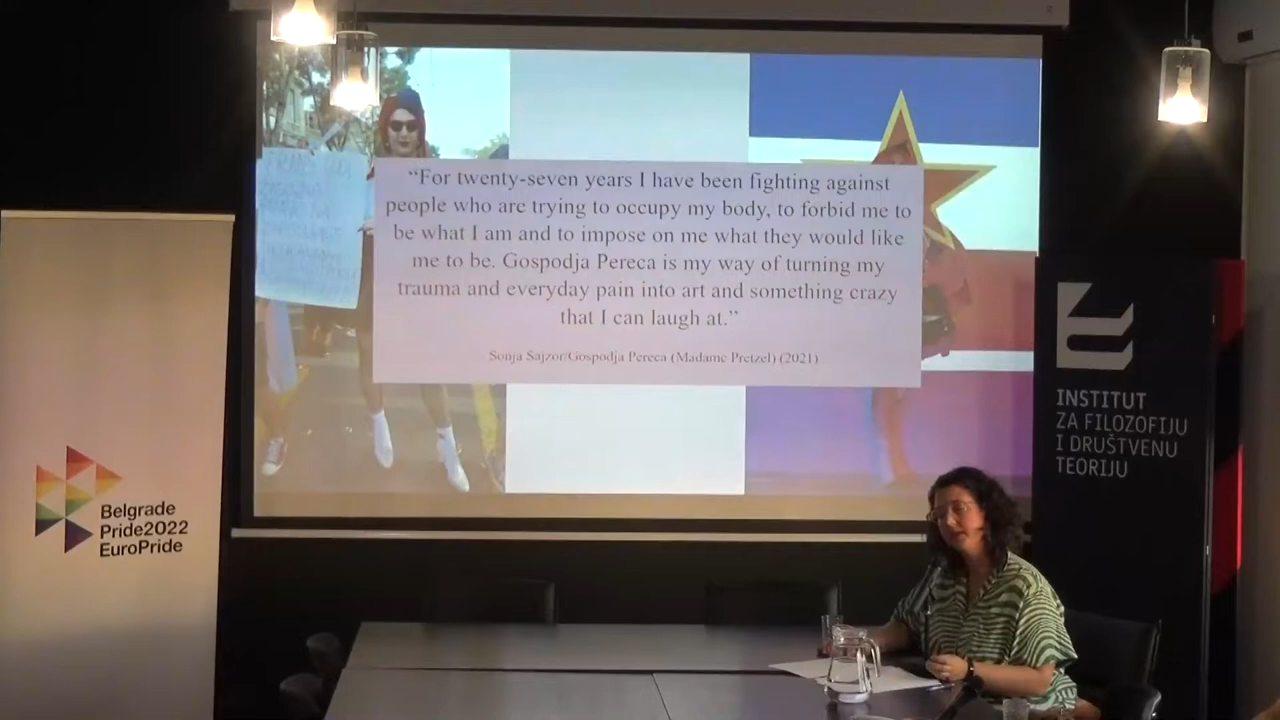 “For twenty-seven years I have been fighting against
people who are trying to occupy my body, to forbid me to
be what I am and to impose on me what they would like
me to be. Gospodja Pereca is my way of turning my
trauma and everyday pain into art and something crazy
that I can laugh at.”
Sonja Sajzor/Gospodja Pereca (Madame Pretzel) (2021)
Belgrade
Pride2022
EuroPride
INSTITUT
ZA FILOZOFIJU
I DRUŠTVENU
TEORIJU